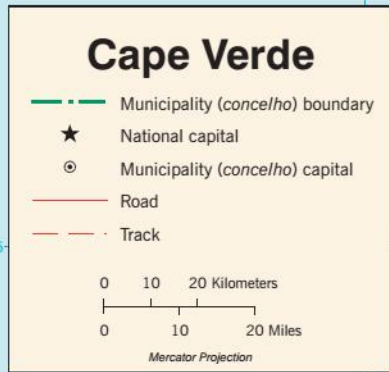 Cape Verde
Municipality (concelho) boundary
National capital
Municipality (concelho) capital
Road
Track
0 10 20 Kilometers
0 10 20 Miles
Mercator Projection